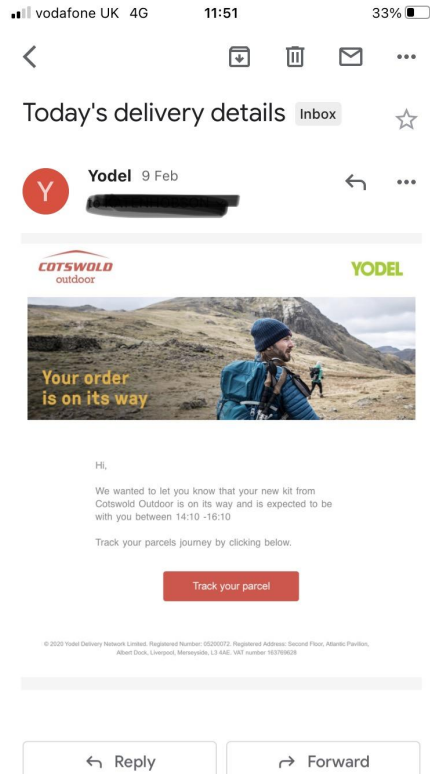 vodafone UK 4G 11:51 33%
Today's delivery details Inbox
Y
Yodel 9 Feb
COTSWOLD
outdoor
YODEL
Your order
is on its way
Hi,
We wanted to let you know that your new kit from
Cotswold Outdoor is on its way and is expected to be
with you between 14:10 -16:10
Track your parcels journey by clicking below.
Track your parcel
© 2020 Yodel Delivery Network Limited. Registered Number: 05200072. Registered Address: Second Floor, Atlantic Pavilion,
Albert Dock, Liverpool, Merseyside, L3 4AE. VAT number 163769628
Reply
Forward